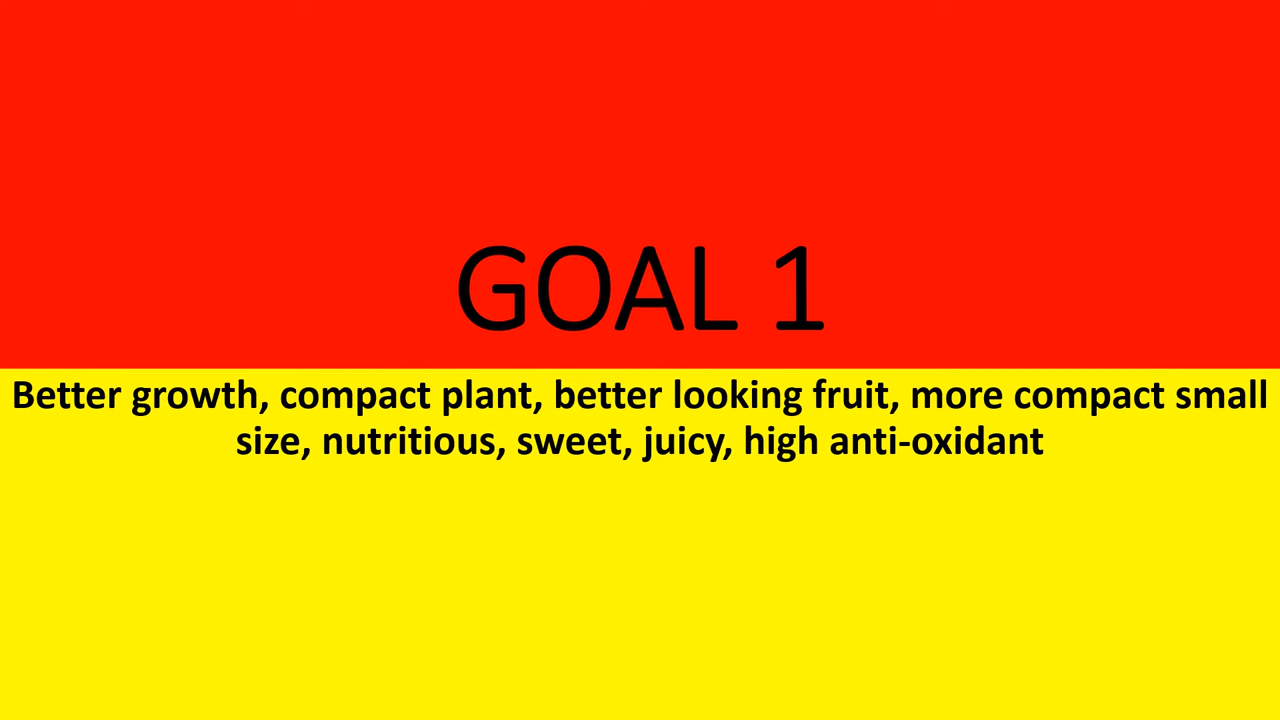 GOAL 1
Better growth, compact plant, better looking fruit, more compact small
size, nutritious, sweet, juicy, high anti-oxidant